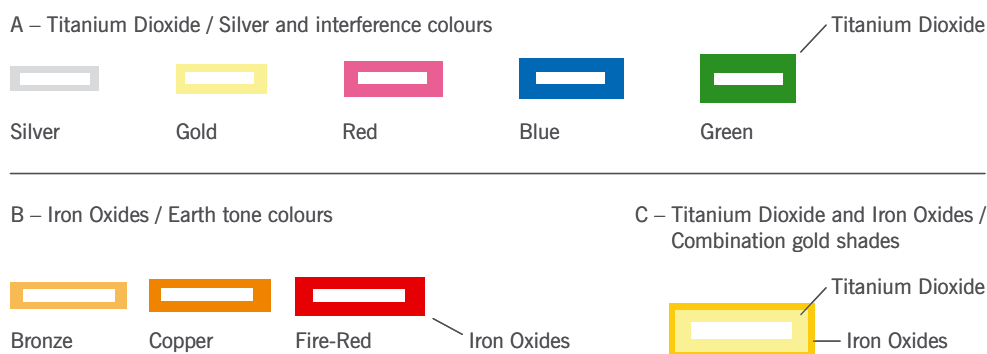 A – Titanium Dioxide / Silver and interference colours
Titanium Dioxide
Silver
Gold
Red
Blue
Green
B – Iron Oxides / Earth tone colours
C – Titanium Dioxide and Iron Oxides /
Combination gold shades
Titanium Dioxide
Bronze
Copper
Fire-Red
Iron Oxides
Iron Oxides